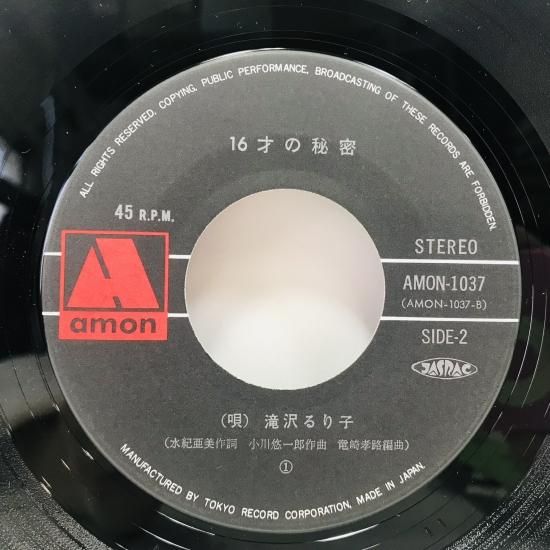 ALL RIGHTS RESERVED. COPYING, PUBLIC PERFORMANCE, BROADCASTING OF THESE RECORDS ARE FORBIDDEN.
16才の秘密
45 R.P.M.
STEREO
AMON-1037
(AMON-1037-B)
SIDE-2
JASRAC
A
amon
(唄) 滝沢るり子
(水紀亜美作詞 小川悠一郎作曲 竜崎孝路編曲)
①
MANUFACTURED BY TOKYO RECORD CORPORATION, MADE IN JAPAN.